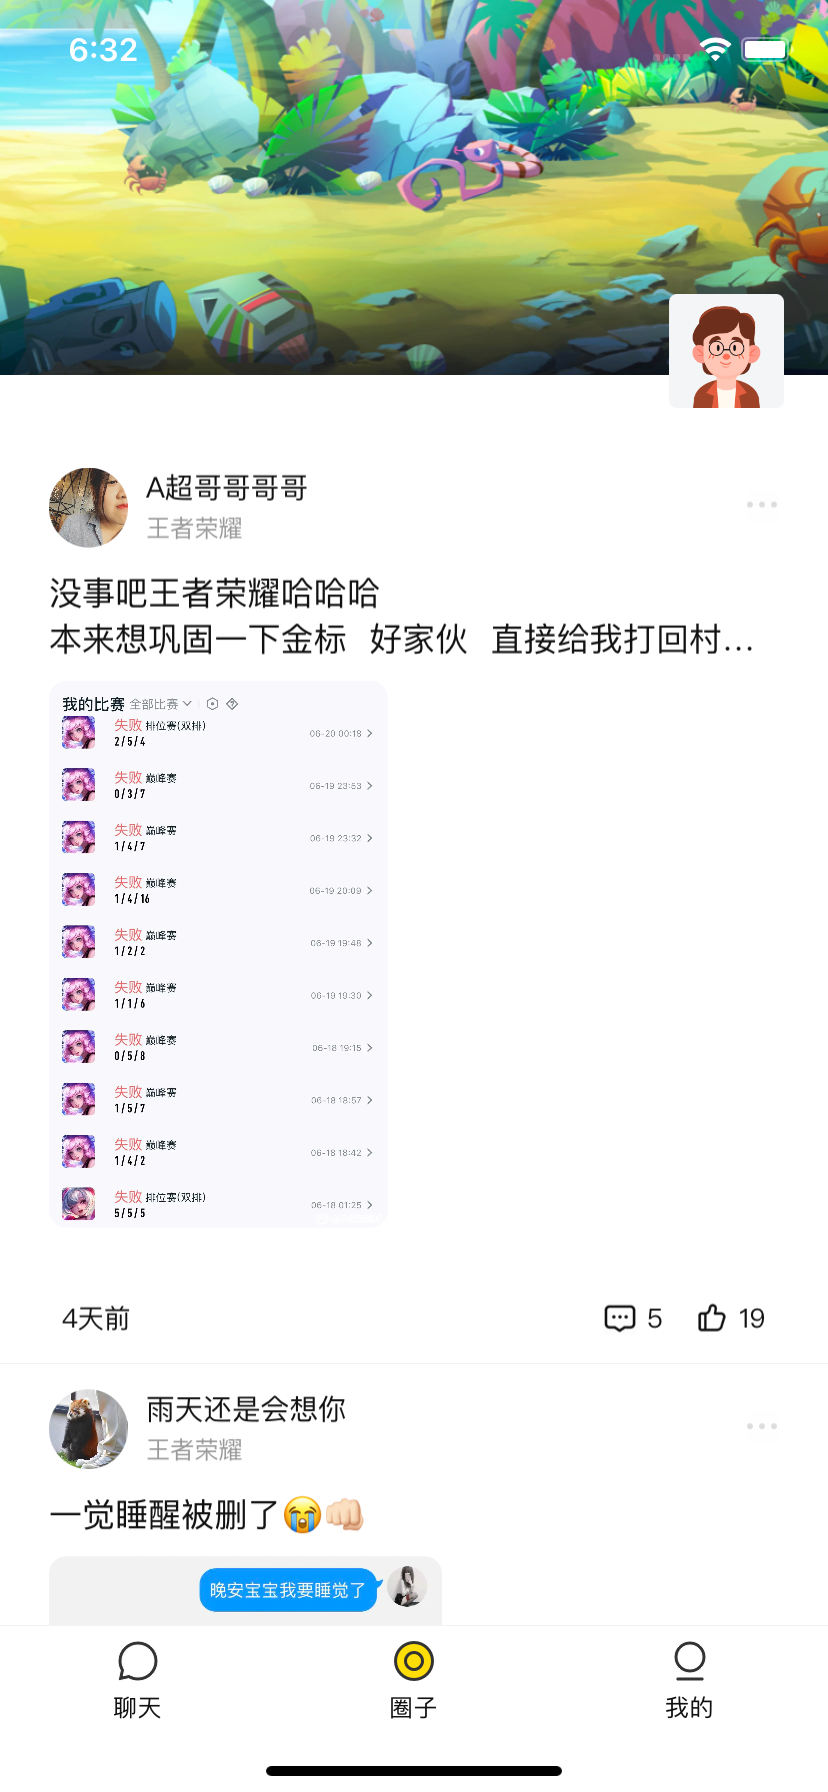 6:32
A超哥哥哥哥
王者荣耀
没事吧王者荣耀哈哈哈
本来想巩固一下金标 好家伙 直接给我打回村...
我的比赛 全部比赛
失败 排位赛(双排)
2/5/4
06-20 00:18
失败 巅峰赛
0/3/7
06-19 23:53
失败 巅峰赛
1/4/7
06-19 23:32
失败 巅峰赛
1/4/16
06-19 20:09
失败 巅峰赛
1/2/2
06-19 19:48
失败 巅峰赛
1/1/6
06-19 19:30
失败 巅峰赛
0/5/8
06-18 19:15
失败 巅峰赛
1/5/7
06-18 18:57
失败 巅峰赛
1/4/2
06-18 18:42
失败 排位赛(双排)
5/5/5
06-18 01:25
4天前 5 19
雨天还是会想你
王者荣耀
一觉睡醒被删了😭👊🏻
晚安宝宝我要睡觉了
聊天 圈子 我的